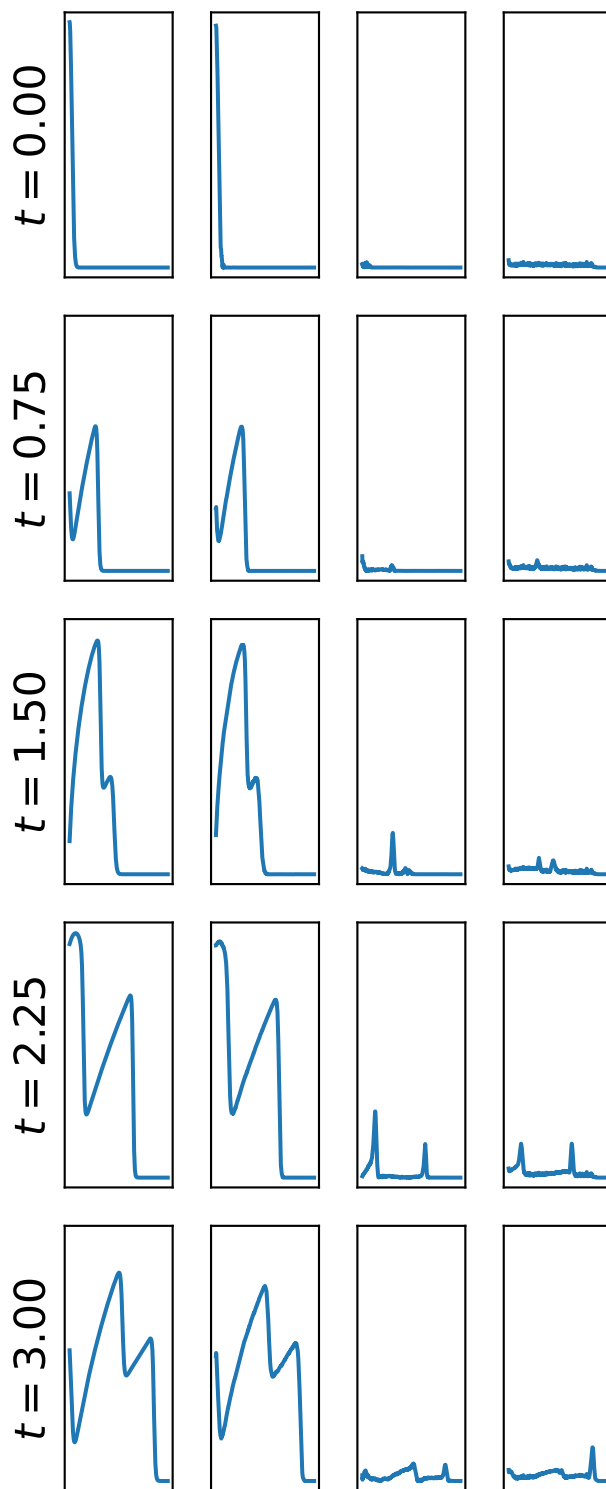 t = 0.00
t = 0.75
t = 1.50
t = 2.25
t = 3.00